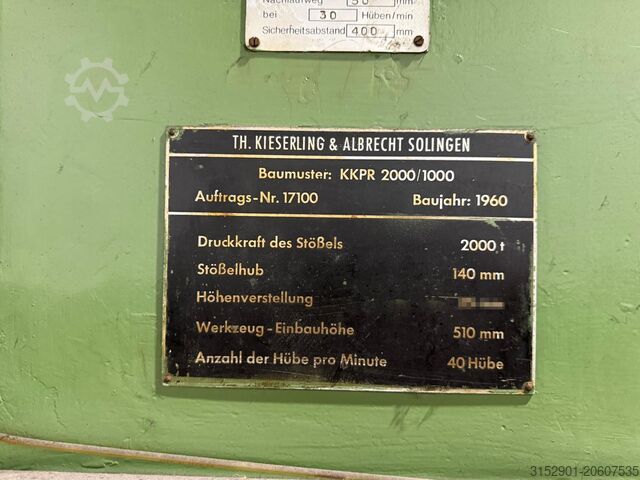 Nachlaufweg 50 mm
bei 30 Hüben/min
Sicherheitsabstand 400 mm
TH. KIESERLING & ALBRECHT SOLINGEN
Baumuster: KKPR 2000/1000
Auftrags-Nr. 17100 Baujahr: 1960
Druckkraft des Stößels 2000 t
Stößelhub 140 mm
Höhenverstellung
Werkzeug-Einbauhöhe 510 mm
Anzahl der Hübe pro Minute 40 Hübe
3152901-20607535